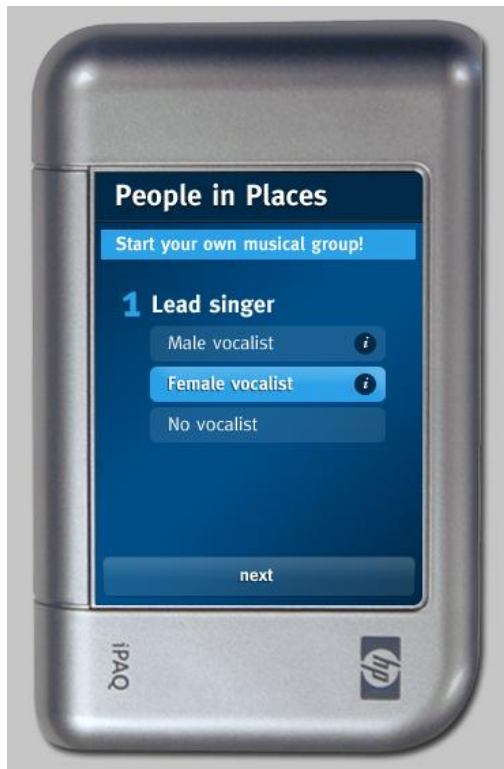 People in Places
Start your own musical group!
1 Lead singer
Male vocalist i
Female vocalist i
No vocalist
next
iPAQ
hp